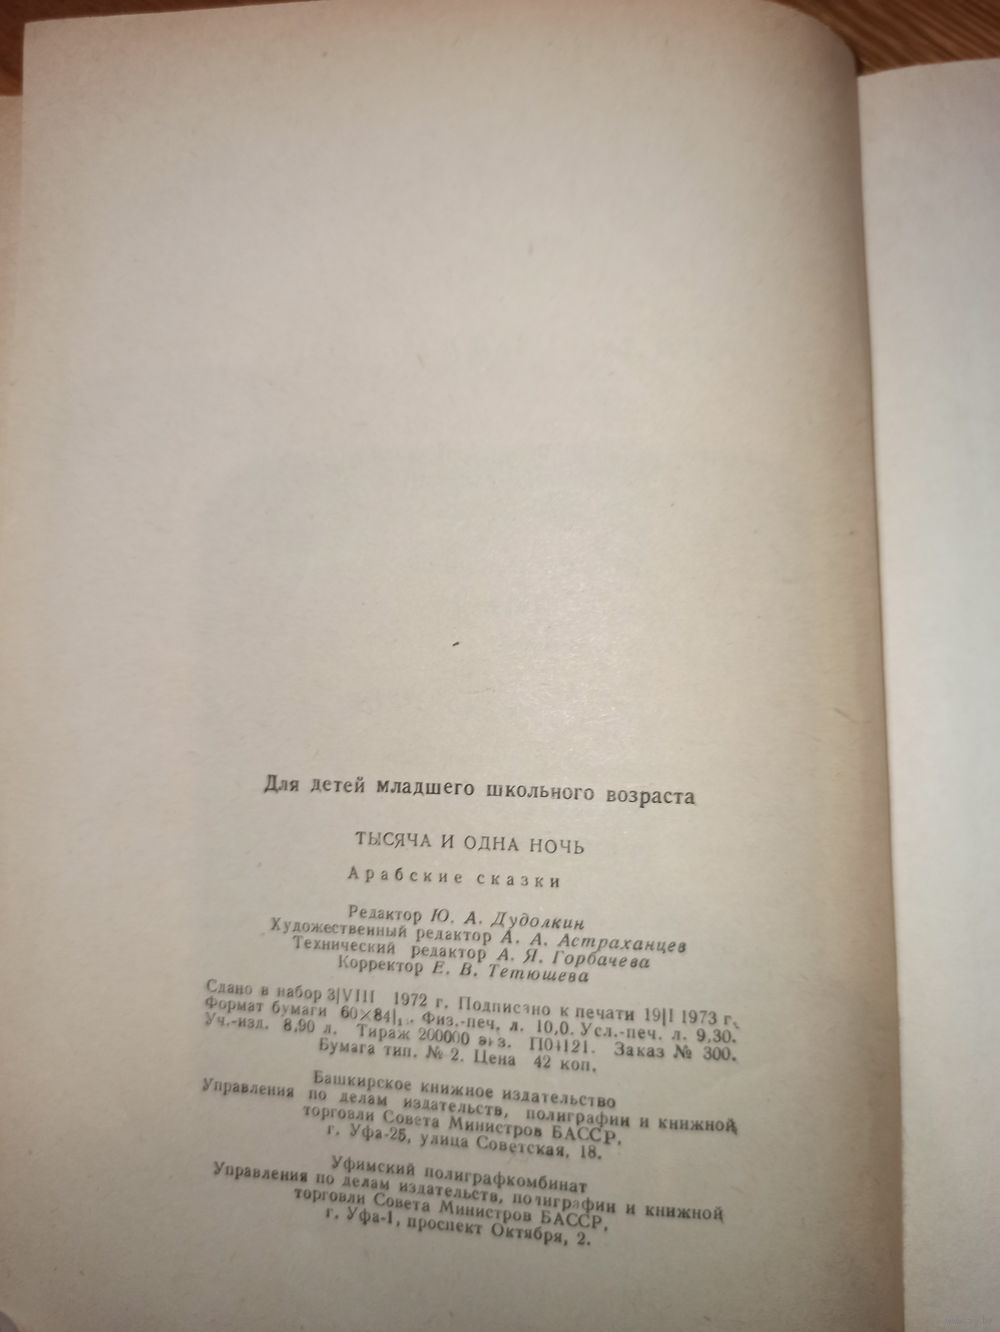 Для детей младшего школьного возраста
ТЫСЯЧА И ОДНА НОЧЬ
Арабские сказки
Редактор Ю. А. Дудолкин
Художественный редактор А. А. Астраханцев
Технический редактор А. Я. Горбачева
Корректор Е. В. Тетюшева
Сдано в набор 3|VIII 1972 г. Подписано к печати 19|I 1973 г.
Формат бумаги 60×84| Физ.-печ. л. 10,0. Усл.-печ. л. 9,30.
Уч.-изд. 8,90 л. Тираж 200000 экз. П04121. Заказ № 300.
Бумага тип. № 2. Цена 42 коп.
Башкирское книжное издательство
Управления по делам издательств, полиграфии и книжной
торговли Совета Министров БАССР,
г. Уфа-25, улица Советская, 18.
Уфимский полиграфкомбинат
Управления по делам издательств, полиграфии и книжной
торговли Совета Министров БАССР,
г. Уфа-1, проспект Октября, 2.